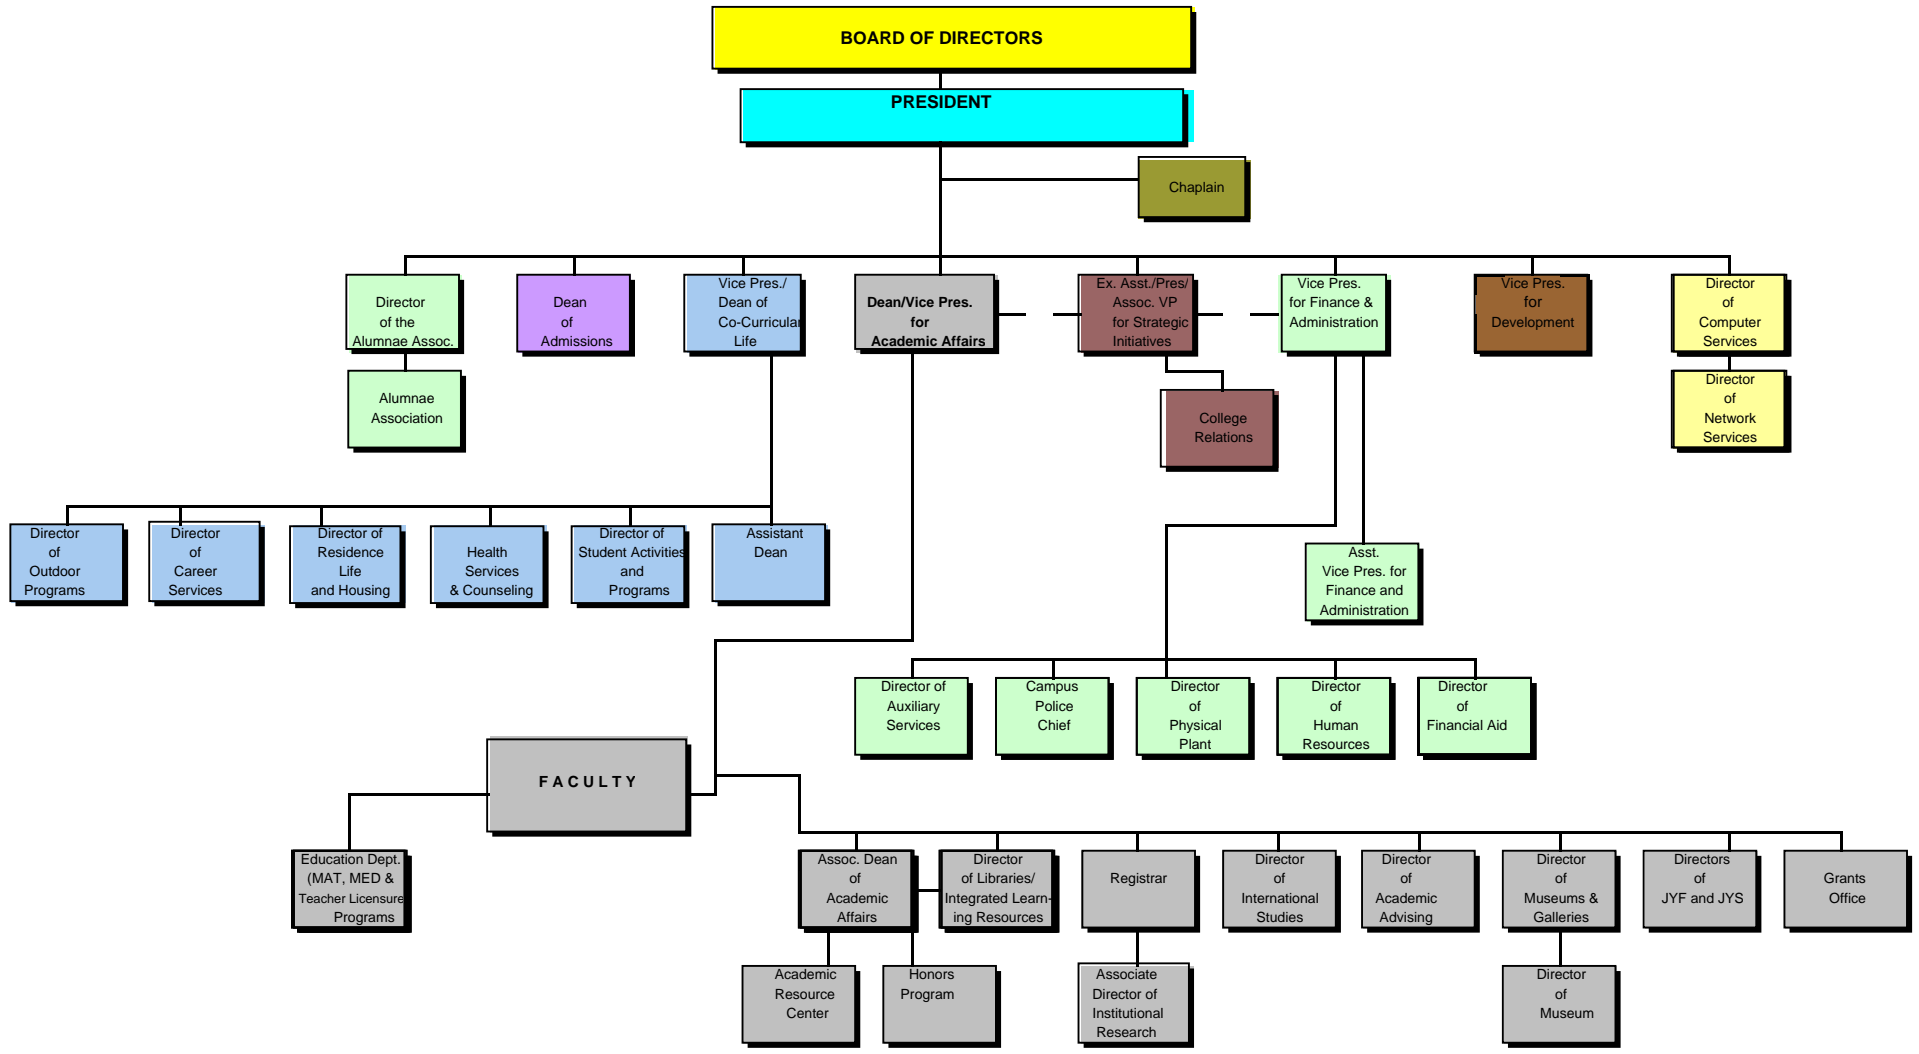 BOARD OF DIRECTORS
PRESIDENT
Chaplain
Director
of the
Alumnae Assoc.
Dean
of
Admissions
Vice Pres./
Dean of
Co-Curricular
Life
Dean/Vice Pres.
for
Academic Affairs
Ex. Asst./Pres/
Assoc. VP
for Strategic
Initiatives
Vice Pres.
for Finance &
Administration
Vice Pres.
for
Development
Director
of
Computer
Services
Alumnae
Association
College
Relations
Director
of
Network
Services
Director
of
Outdoor
Programs
Director
of
Career
Services
Director of
Residence
Life
and Housing
Health
Services
& Counseling
Director of
Student Activities
and
Programs
Assistant
Dean
Asst.
Vice Pres. for
Finance and
Administration
Director of
Auxiliary
Services
Campus
Police
Chief
Director
of
Physical
Plant
Director
of
Human
Resources
Director
of
Financial Aid
F A C U L T Y
Education Dept.
(MAT, MED &
Teacher Licensure
Programs
Assoc. Dean
of
Academic
Affairs
Director
of Libraries/
Integrated Learn-
ing Resources
Registrar
Director
of
International
Studies
Director
of
Academic
Advising
Director
of
Museums &
Galleries
Directors
of
JYF and JYS
Grants
Office
Academic
Resource
Center
Honors
Program
Associate
Director of
Institutional
Research
Director
of
Museum